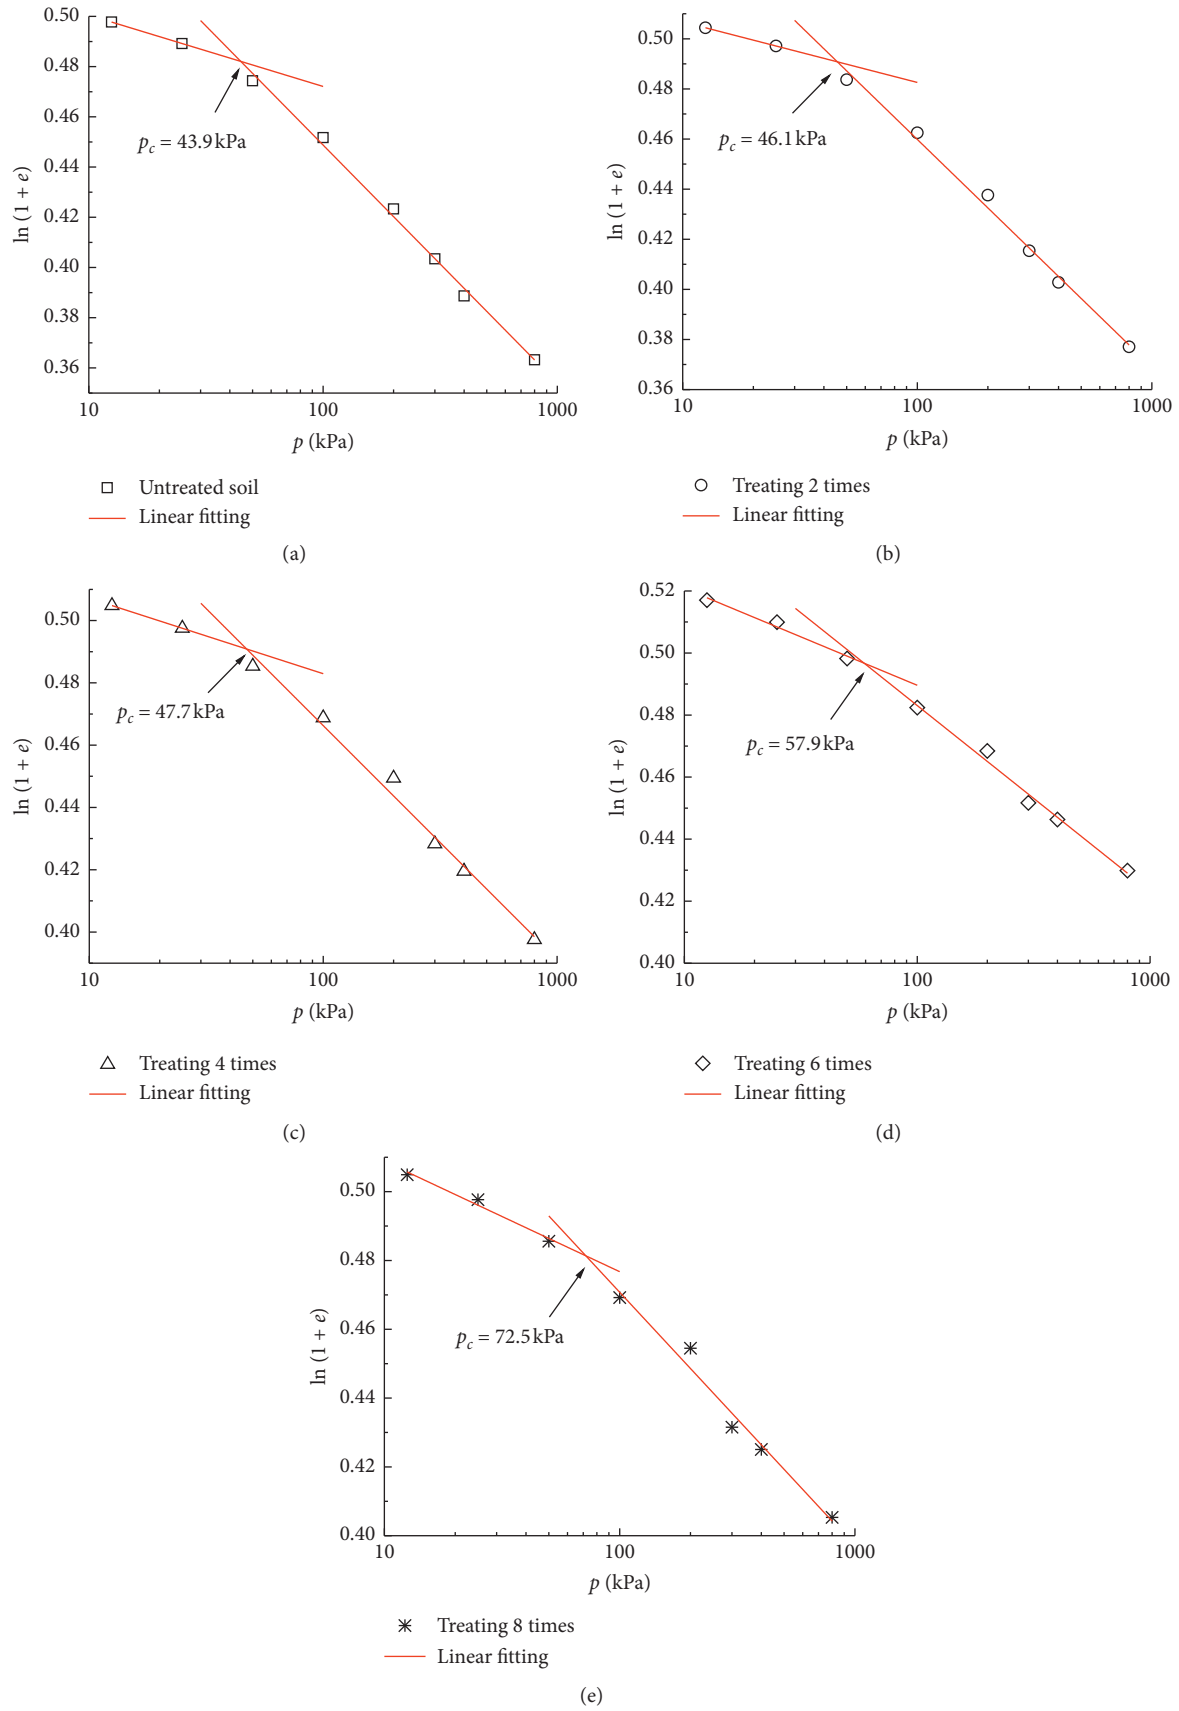 0.50
0.48
0.46
0.44
0.42
0.40
0.38
0.36
ln (1 + e)
p_c = 43.9 kPa
10
100
1000
p (kPa)
Untreated soil
Linear fitting
(a)
0.50
0.48
0.46
0.44
0.42
0.40
0.38
0.36
ln (1 + e)
p_c = 46.1 kPa
10
100
1000
p (kPa)
Treating 2 times
Linear fitting
(b)
0.50
0.48
0.46
0.44
0.42
0.40
ln (1 + e)
p_c = 47.7 kPa
10
100
1000
p (kPa)
Treating 4 times
Linear fitting
(c)
0.52
0.50
0.48
0.46
0.44
0.42
0.40
ln (1 + e)
p_c = 57.9 kPa
10
100
1000
p (kPa)
Treating 6 times
Linear fitting
(d)
0.50
0.48
0.46
0.44
0.42
0.40
ln (1 + e)
p_c = 72.5 kPa
10
100
1000
p (kPa)
Treating 8 times
Linear fitting
(e)